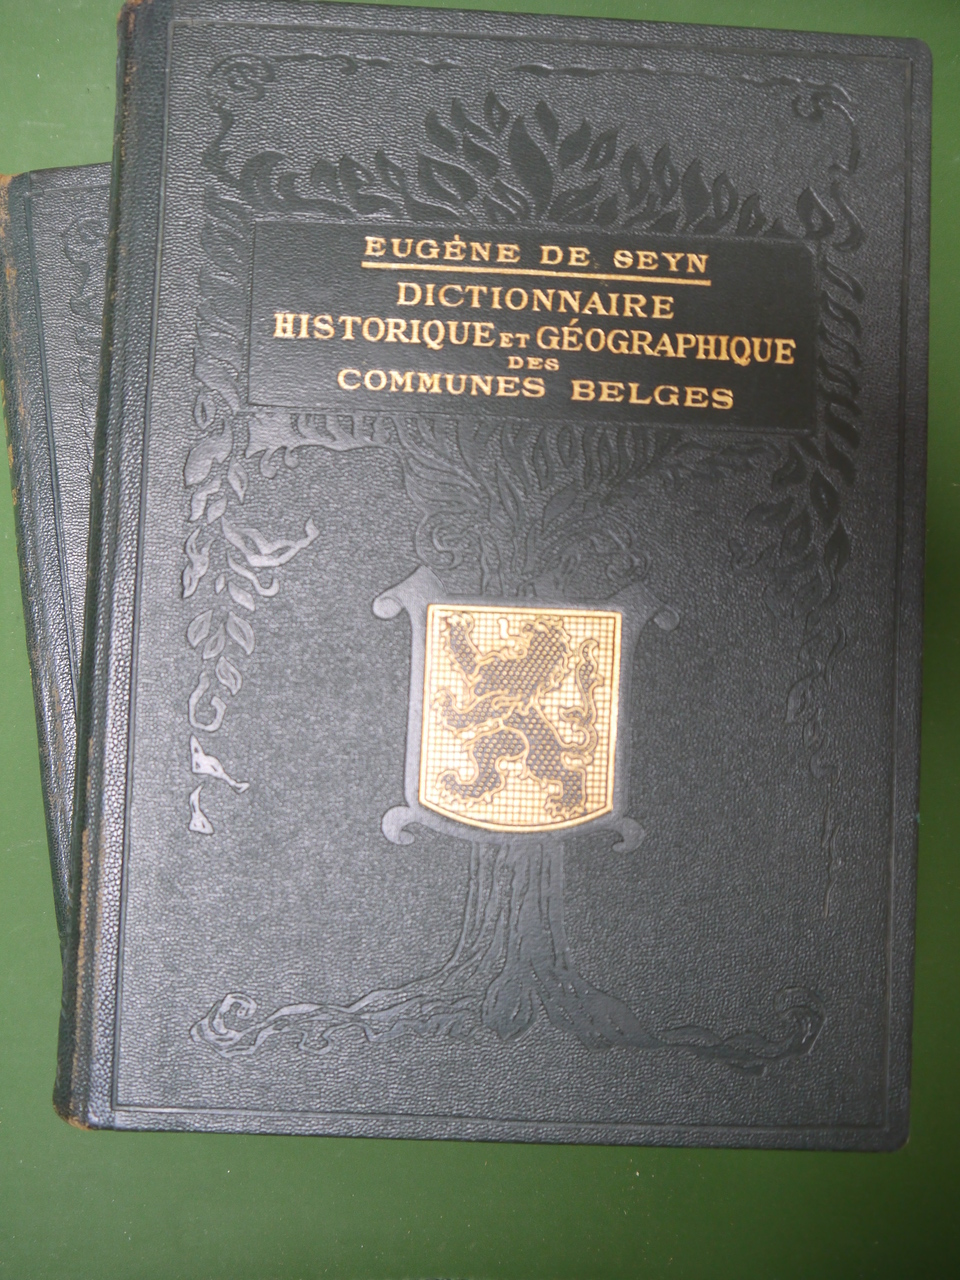 EUGÈNE DE SEYN
DICTIONNAIRE
HISTORIQUE ET GÉOGRAPHIQUE
DES
COMMUNES BELGES